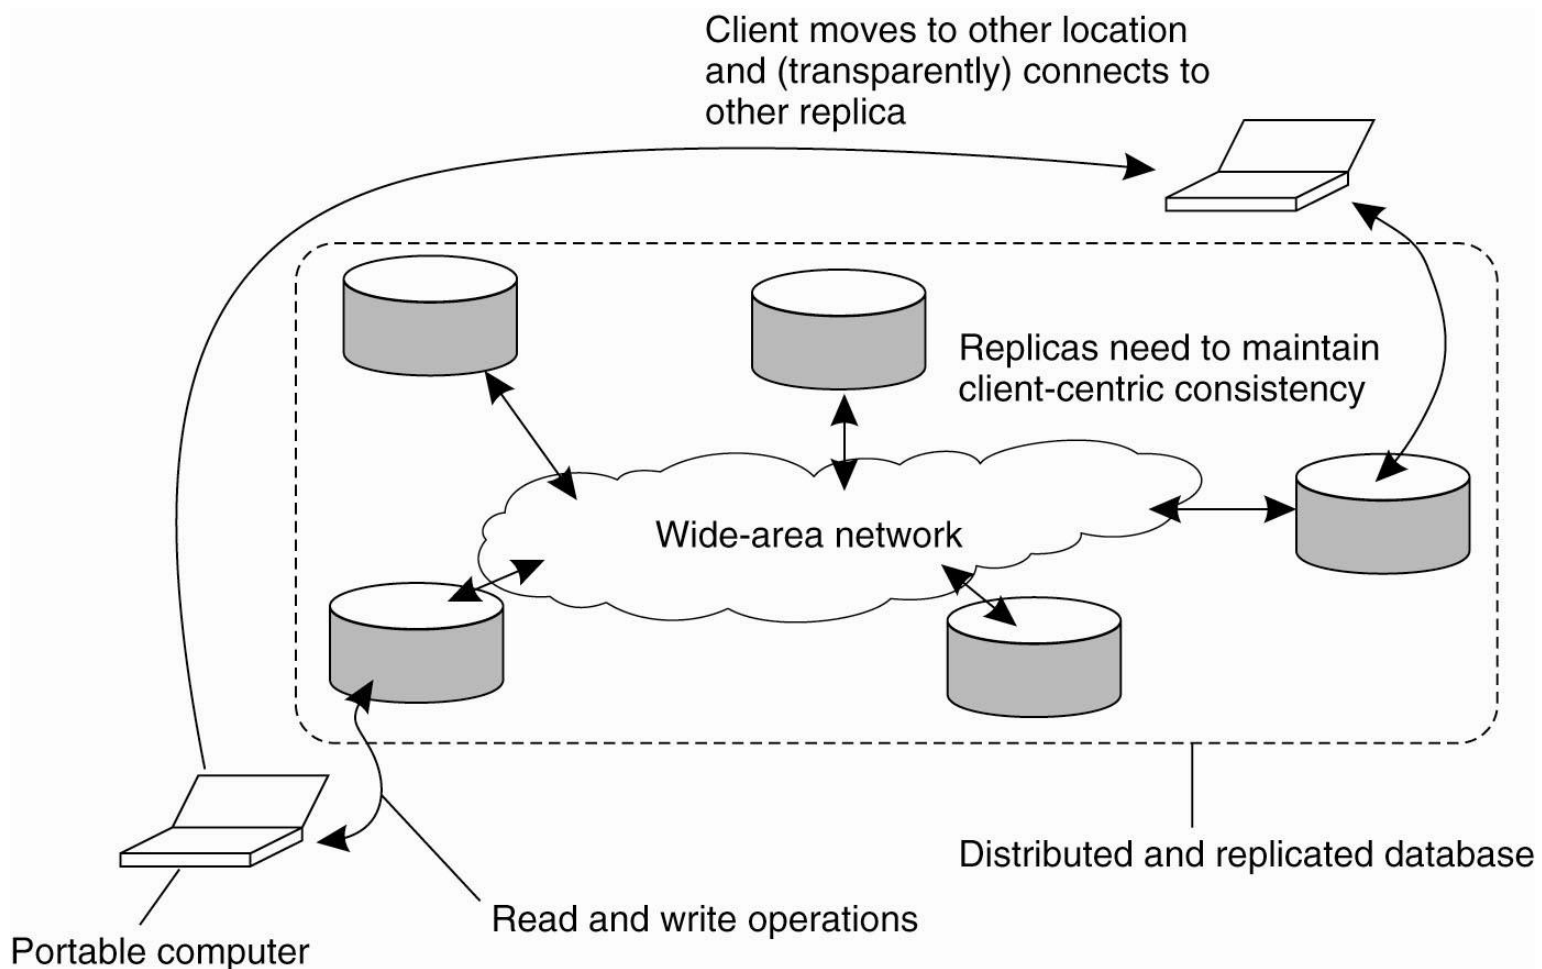 Client moves to other location
and (transparently) connects to
other replica
Replicas need to maintain
client-centric consistency
Wide-area network
Distributed and replicated database
Read and write operations
Portable computer